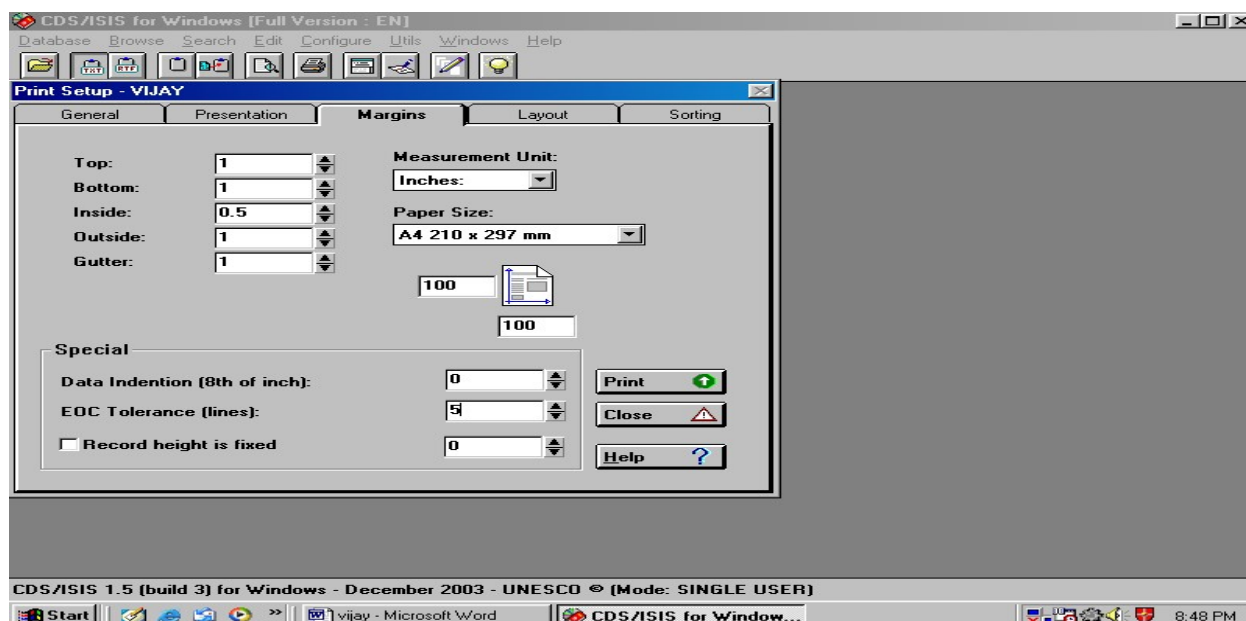 CDS/ISIS for Windows [Full Version : EN]
Database Browse Search Edit Configure Utils Windows Help
TXT RTF
Print Setup - VIJAY
General Presentation Margins Layout Sorting
Top: 1
Bottom: 1
Inside: 0.5
Outside: 1
Gutter: 1
Measurement Unit:
Inches:
Paper Size:
A4 210 x 297 mm
100
100
Special
Data Indention (8th of inch): 0
EOC Tolerance (lines): 5
Record height is fixed 0
Print
Close
Help ?
CDS/ISIS 1.5 (build 3) for Windows - December 2003 - UNESCO © (Mode: SINGLE USER)
Start » vijay - Microsoft Word CDS/ISIS for Window... 8:48 PM